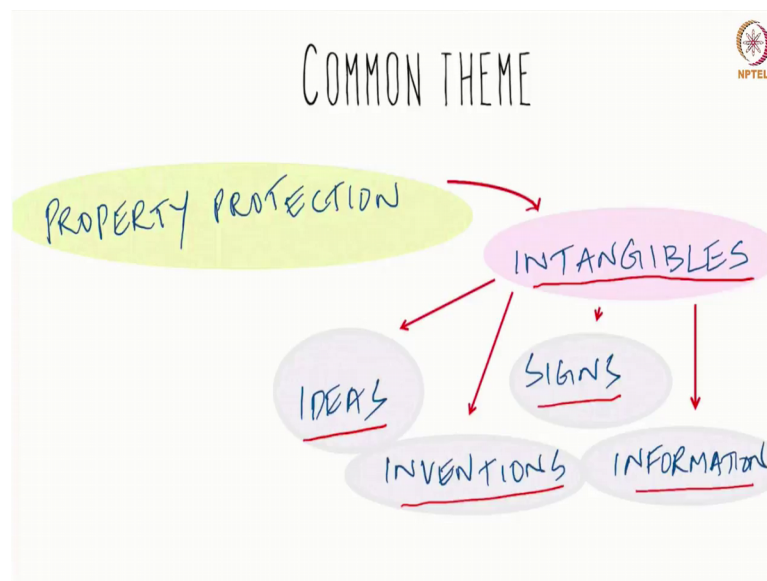 COMMON THEME
NPTEL
PROPERTY PROTECTION
INTANGIBLES
IDEAS
SIGNS
INVENTIONS
INFORMATION